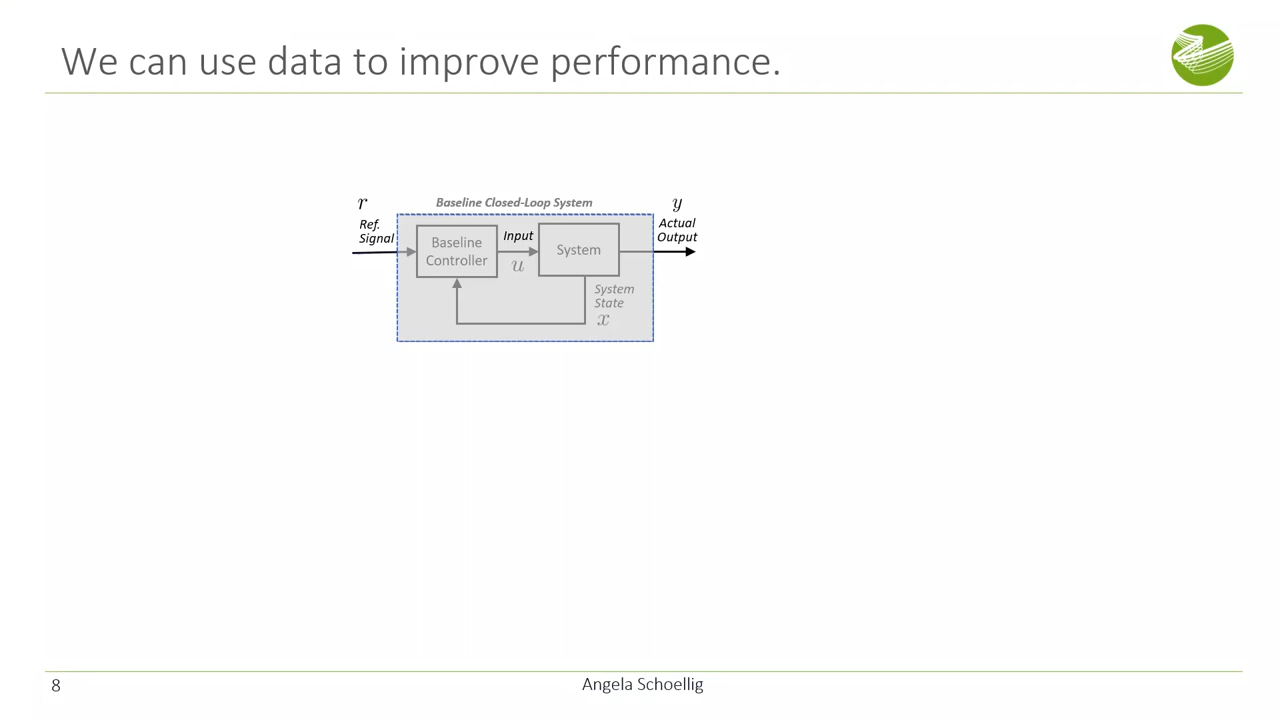 We can use data to improve performance.
r
Baseline Closed-Loop System
y
Ref.
Signal
Actual
Output
Baseline
Controller
Input
u
System
System
State
x
8
Angela Schoellig